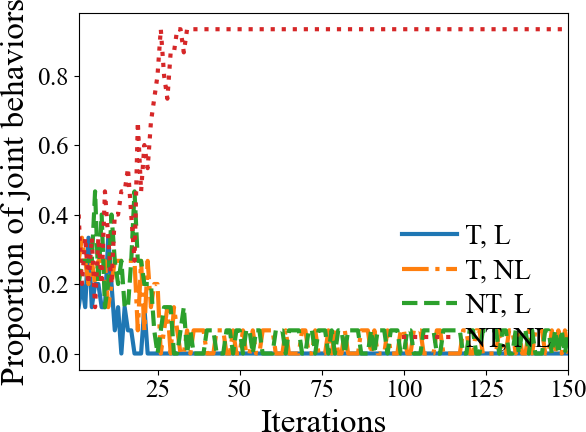 Proportion of joint behaviors
0.8
0.6
0.4
0.2
0.0
T, L
T, NL
NT, L
NT, NL
25
50
75
100
125
150
Iterations